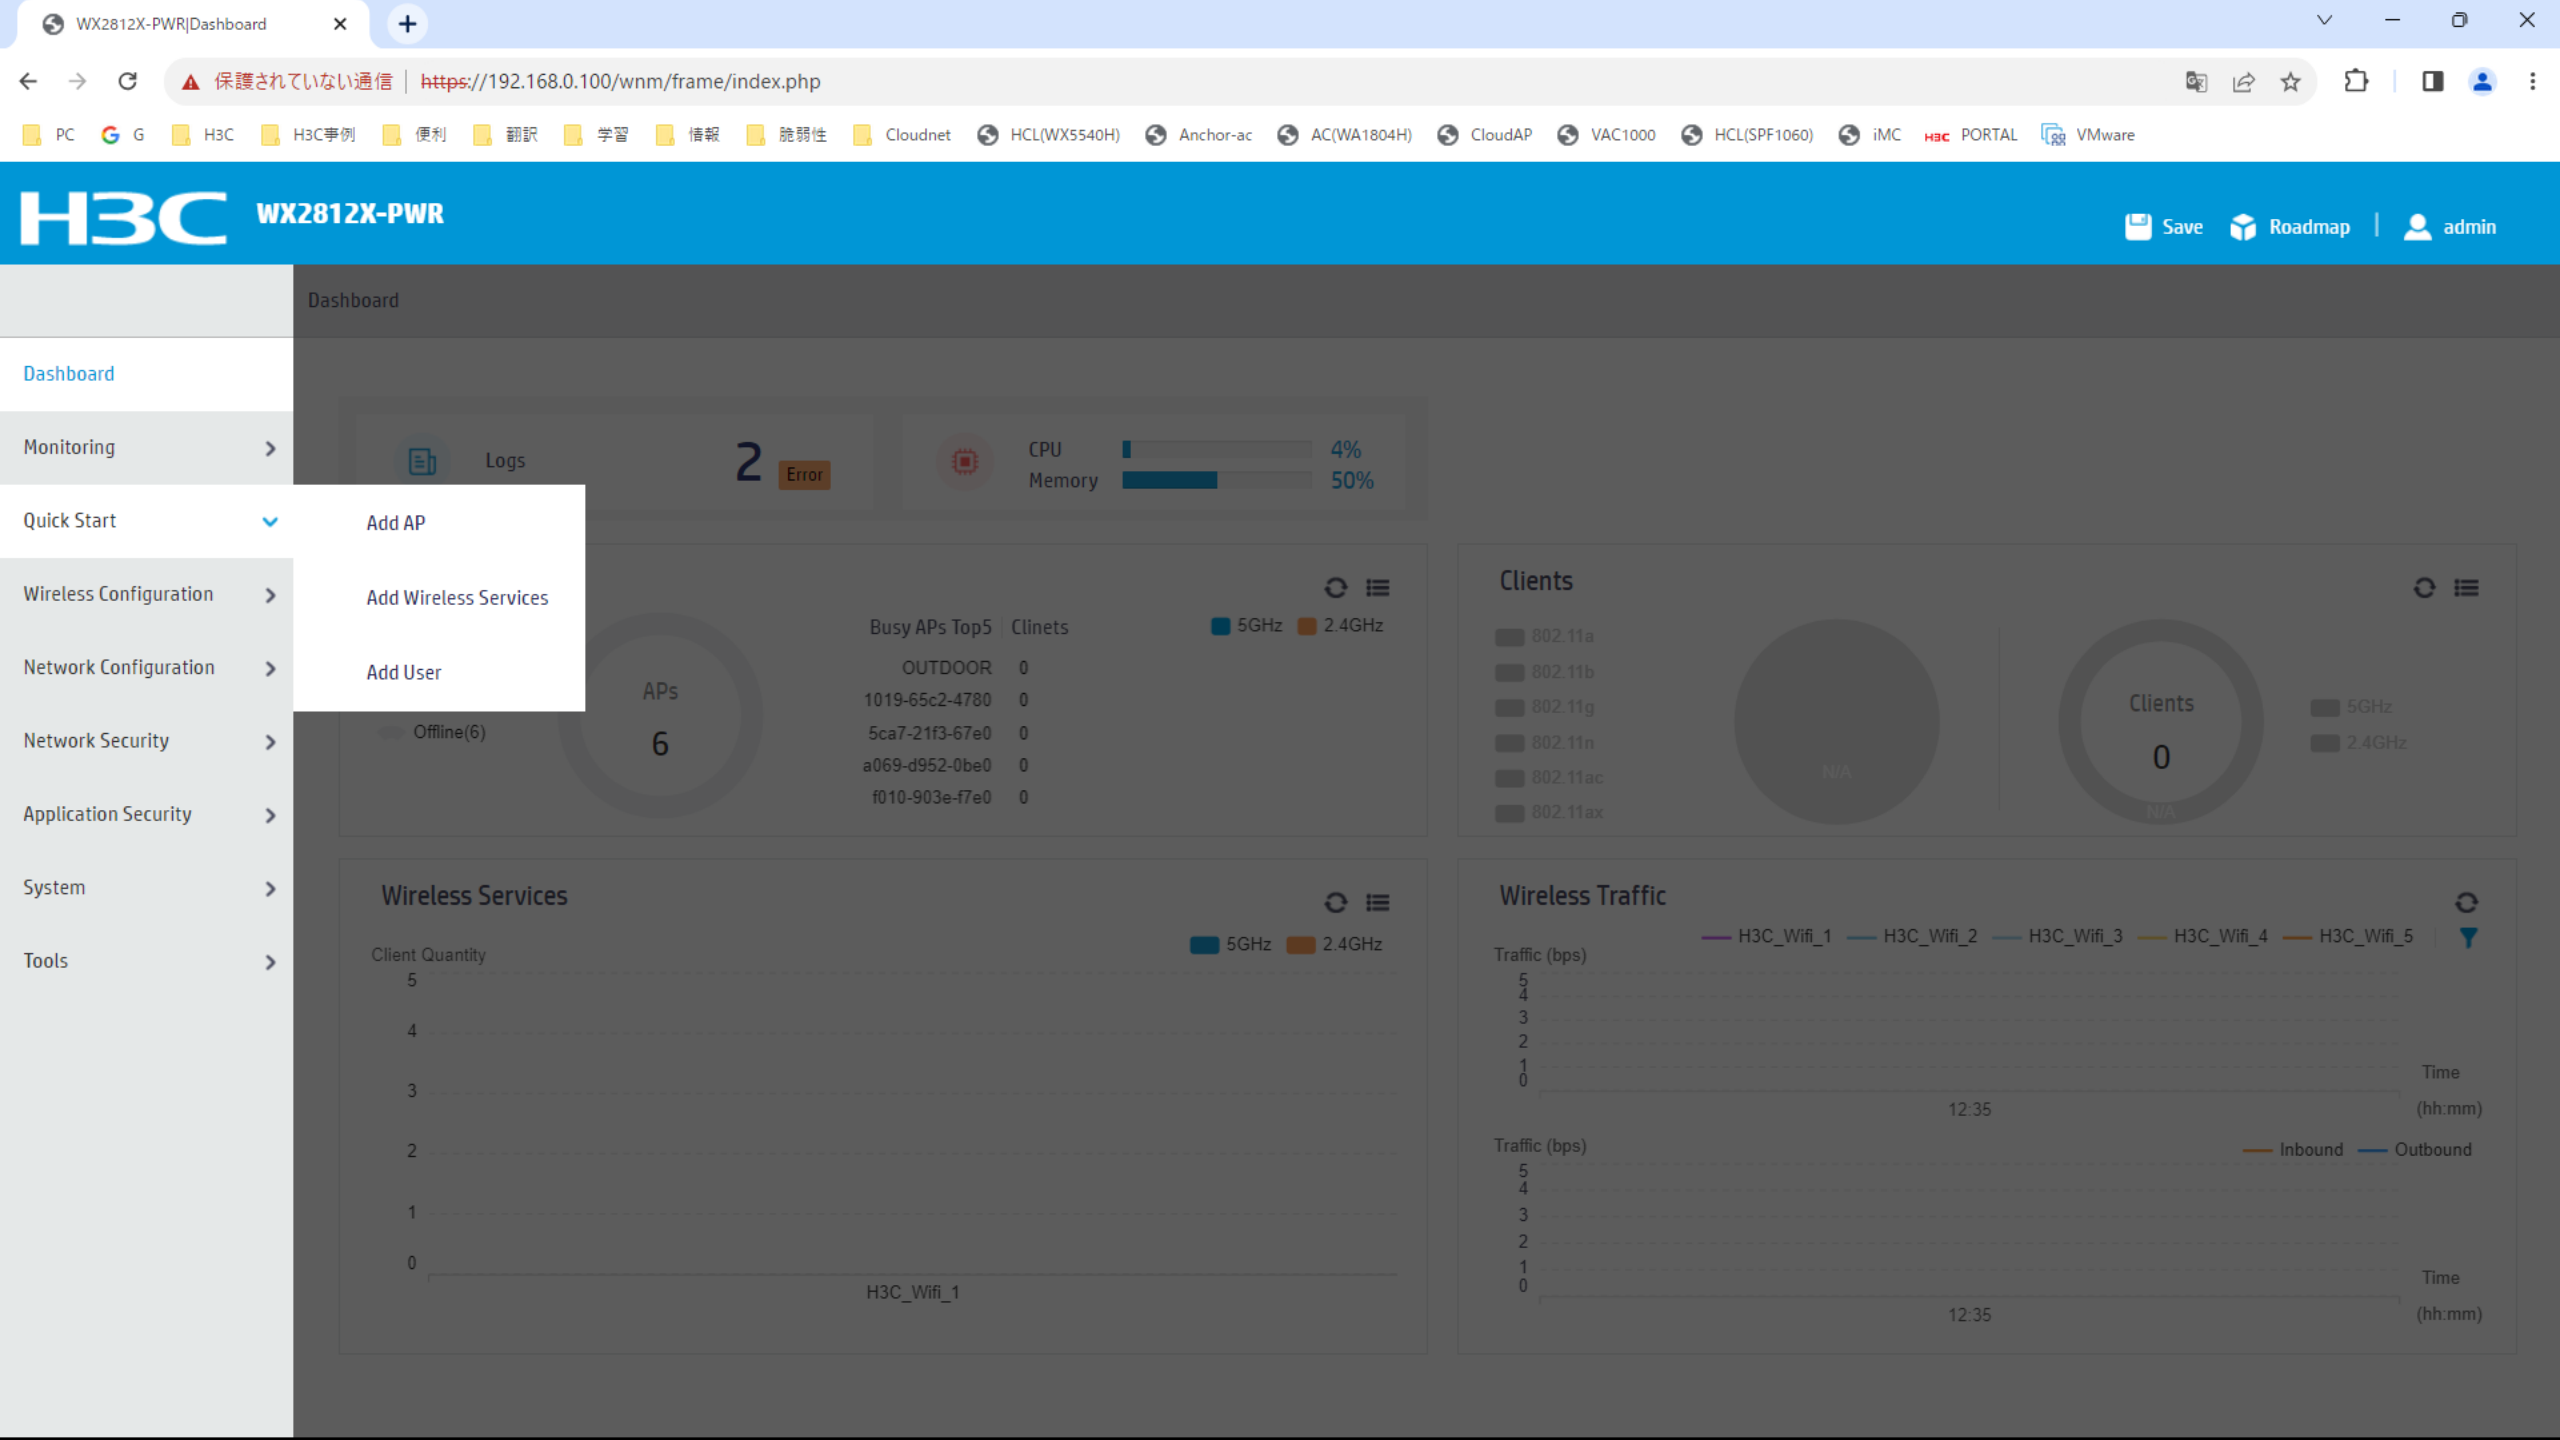 WX2812X-PWR|Dashboard
保護されていない通信 https://192.168.0.100/wnm/frame/index.php
PC G H3C H3C事例 便利 翻訳 学習 情報 脆弱性 Cloudnet HCL(WX5540H) Anchor-ac AC(WA1804H) CloudAP VAC1000 HCL(SPF1060) iMC H3C PORTAL VMware
H3C WX2812X-PWR
Save Roadmap | admin
Dashboard
Dashboard
Monitoring
Quick Start
Wireless Configuration
Network Configuration
Network Security
Application Security
System
Tools
Add AP
Add Wireless Services
Add User
Logs 2 Error
CPU 4%
Memory 50%
5GHz 2.4GHz
Busy APs Top5 Clinets
OUTDOOR 0
1019-65c2-4780 0
5ca7-21f3-67e0 0
a069-d952-0be0 0
f010-903e-f7e0 0
APs
6
Offline(6)
Clients
802.11a
802.11b
802.11g
802.11n
802.11ac
802.11ax
N/A
Clients
0
N/A
5GHz
2.4GHz
Wireless Services
5GHz 2.4GHz
Client Quantity
5
4
3
2
1
0
H3C_Wifi_1
Wireless Traffic
H3C_Wifi_1 H3C_Wifi_2 H3C_Wifi_3 H3C_Wifi_4 H3C_Wifi_5
Traffic (bps)
5
4
3
2
1
0
12:35
Time
(hh:mm)
Traffic (bps)
Inbound Outbound
5
4
3
2
1
0
12:35
Time
(hh:mm)